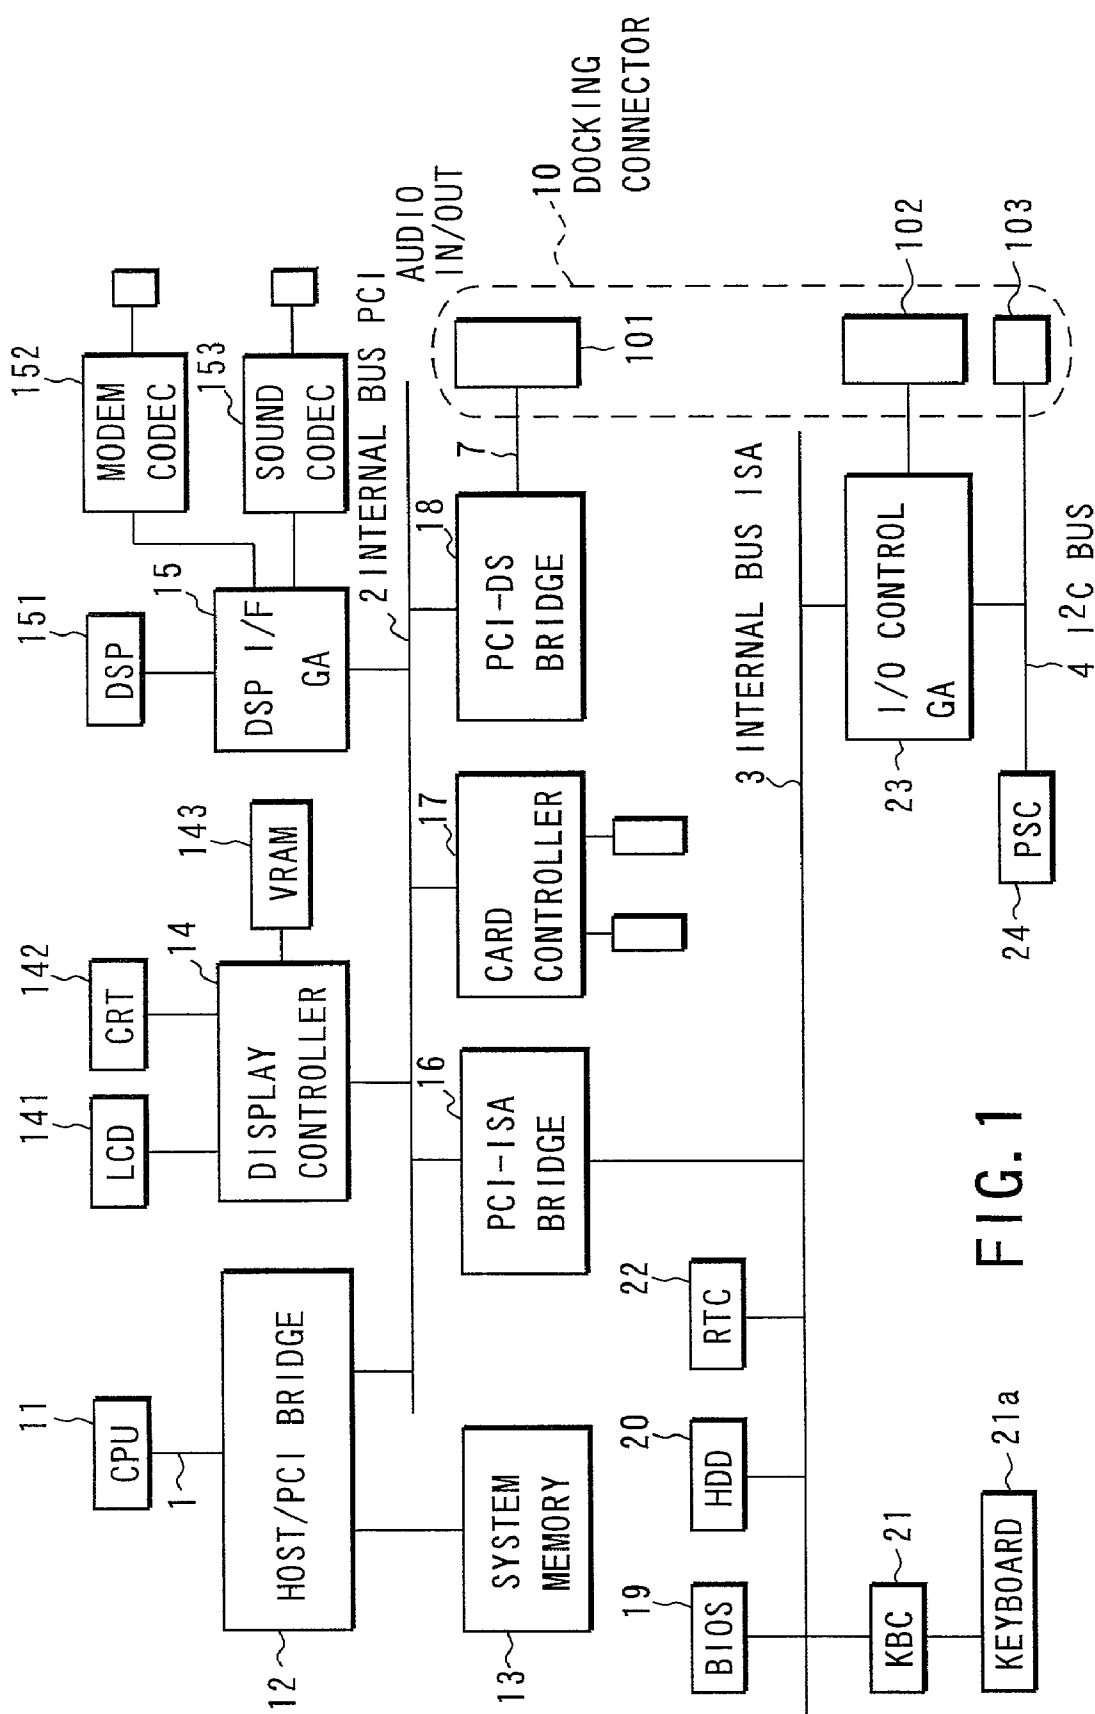 11
CPU
1
12
HOST/PCI BRIDGE
13
SYSTEM
MEMORY
141
LCD
142
CRT
14
DISPLAY
CONTROLLER
143
VRAM
151
DSP
15
DSP I/F
GA
152
MODEM
CODEC
153
SOUND
CODEC
2 INTERNAL BUS PCI
AUDIO
IN/OUT
16
PCI-ISA
BRIDGE
17
CARD
CONTROLLER
18
PCI-DS
BRIDGE
7
101
10
DOCKING
CONNECTOR
19
BIOS
20
HDD
22
RTC
3 INTERNAL BUS ISA
21
KBC
21a
KEYBOARD
23
I/O CONTROL
GA
102
103
24
PSC
4 I²C BUS
FIG. 1